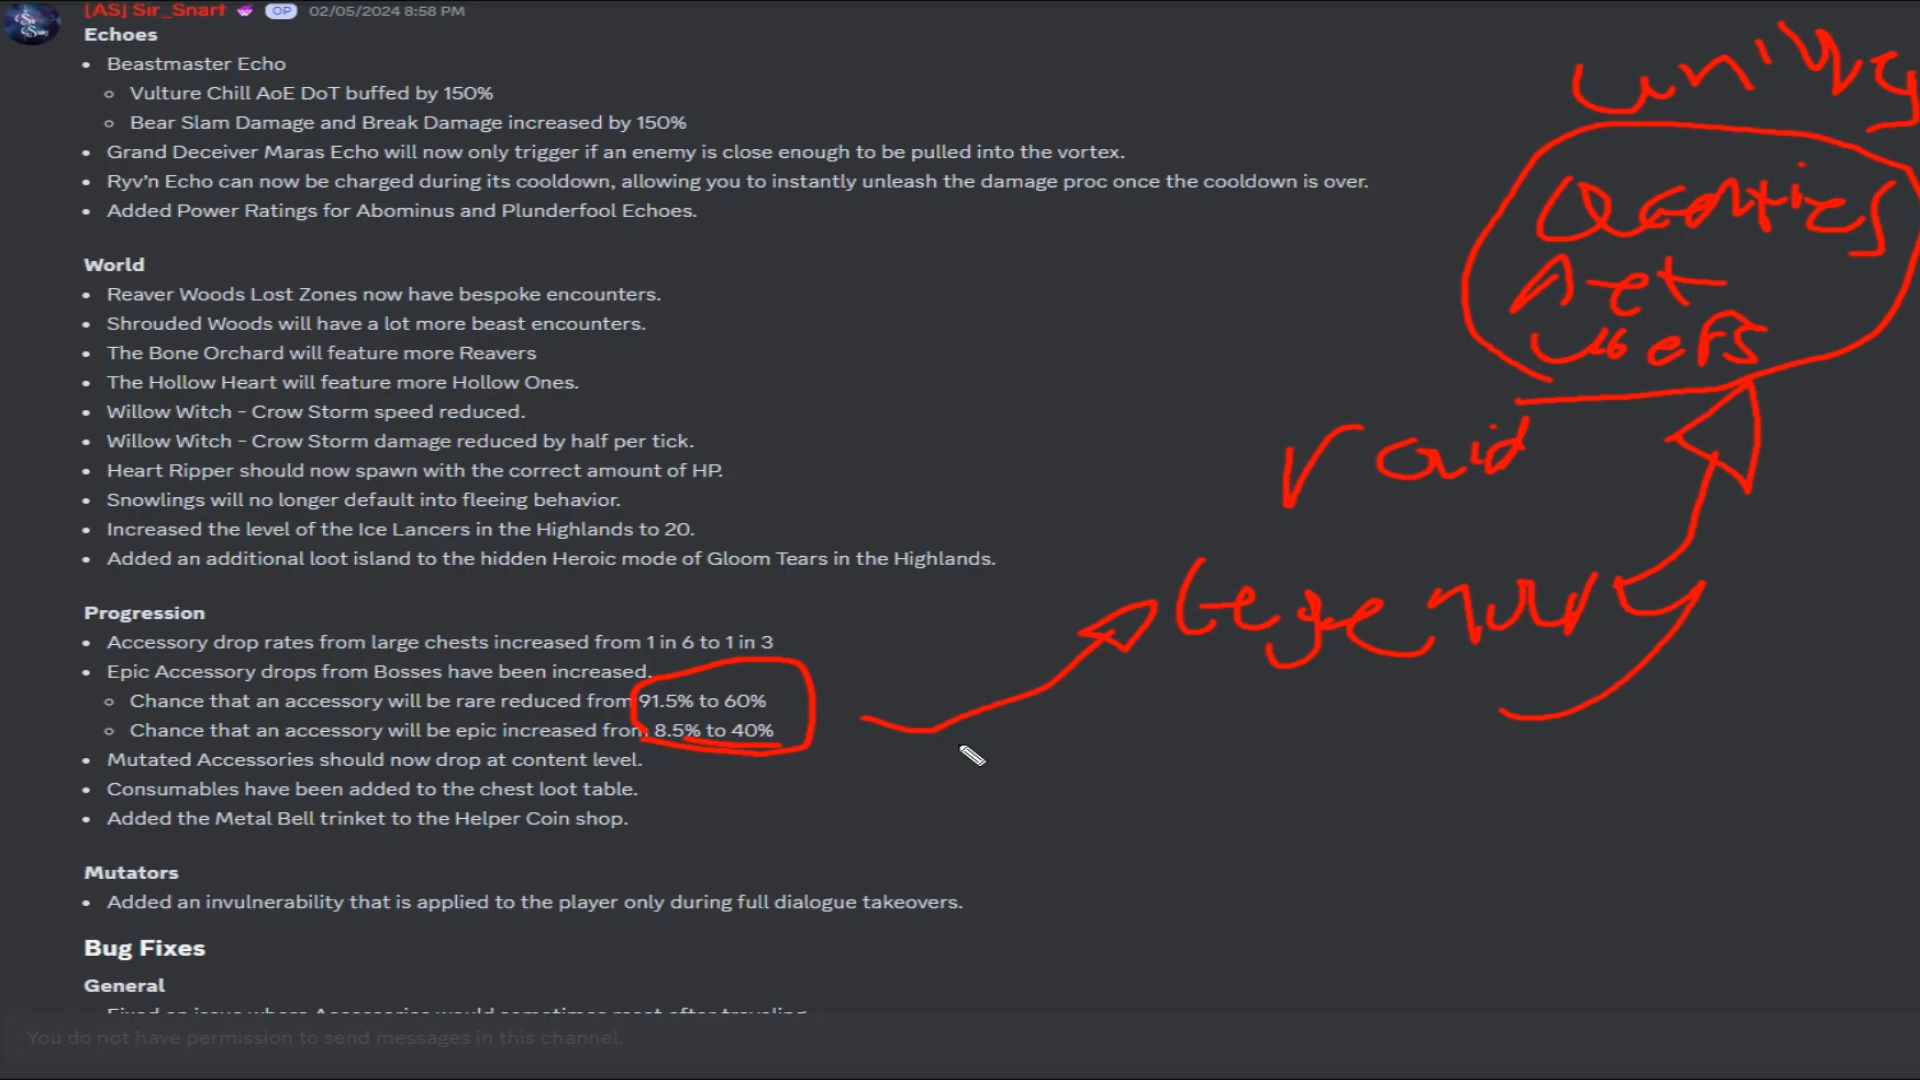 [AS] Sir_Snart OP 02/05/2024 8:58 PM
Echoes
• Beastmaster Echo
○ Vulture Chill AoE DoT buffed by 150%
○ Bear Slam Damage and Break Damage increased by 150%
• Grand Deceiver Maras Echo will now only trigger if an enemy is close enough to be pulled into the vortex.
• Ryv'n Echo can now be charged during its cooldown, allowing you to instantly unleash the damage proc once the cooldown is over.
• Added Power Ratings for Abominus and Plunderfool Echoes.
World
• Reaver Woods Lost Zones now have bespoke encounters.
• Shrouded Woods will have a lot more beast encounters.
• The Bone Orchard will feature more Reavers
• The Hollow Heart will feature more Hollow Ones.
• Willow Witch - Crow Storm speed reduced.
• Willow Witch - Crow Storm damage reduced by half per tick.
• Heart Ripper should now spawn with the correct amount of HP.
• Snowlings will no longer default into fleeing behavior.
• Increased the level of the Ice Lancers in the Highlands to 20.
• Added an additional loot island to the hidden Heroic mode of Gloom Tears in the Highlands.
Progression
• Accessory drop rates from large chests increased from 1 in 6 to 1 in 3
• Epic Accessory drops from Bosses have been increased.
○ Chance that an accessory will be rare reduced from 91.5% to 60%
○ Chance that an accessory will be epic increased from 8.5% to 40%
• Mutated Accessories should now drop at content level.
• Consumables have been added to the chest loot table.
• Added the Metal Bell trinket to the Helper Coin shop.
Mutators
• Added an invulnerability that is applied to the player only during full dialogue takeovers.
Bug Fixes
General
Fixed an issue where Accessories would sometimes reset after traveling
You do not have permission to send messages in this channel.
raid
Legendary